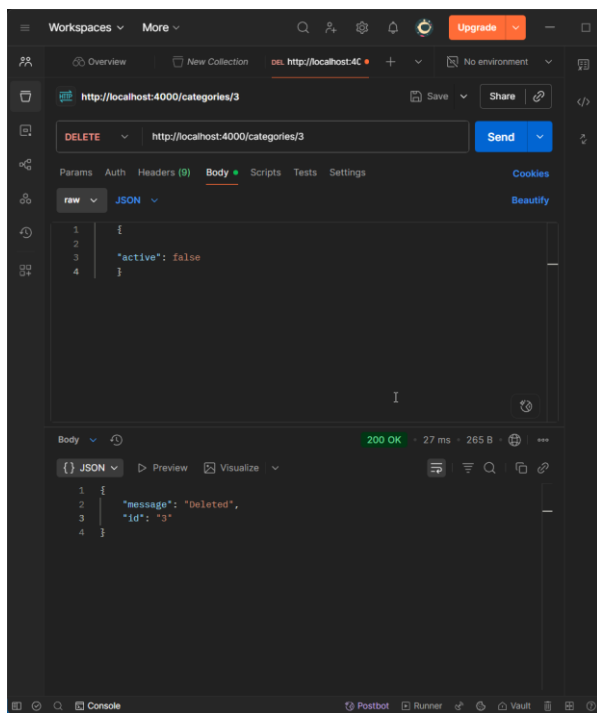 Workspaces More Upgrade
Overview New Collection DEL http://localhost:4C No environment
HTTP http://localhost:4000/categories/3 Save Share
DELETE http://localhost:4000/categories/3 Send
Params Auth Headers (9) Body Scripts Tests Settings Cookies
raw JSON Beautify
1 {
2
3 "active": false
4 }
Body 200 OK 27 ms 265 B
{} JSON Preview Visualize
1 {
2 "message": "Deleted",
3 "id": "3"
4 }
Console Postbot Runner Vault